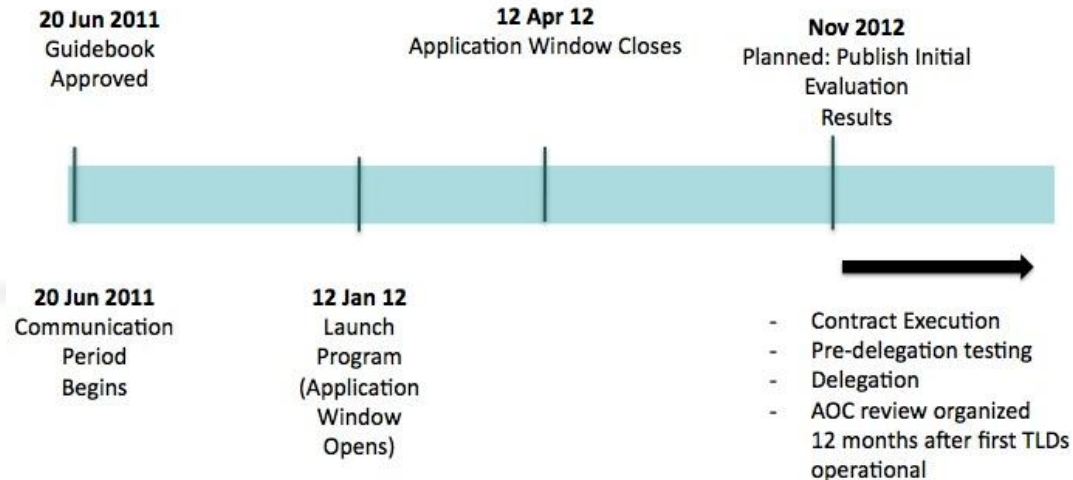 20 Jun 2011
Guidebook
Approved
12 Apr 12
Application Window Closes
Nov 2012
Planned: Publish Initial
Evaluation
Results
20 Jun 2011
Communication
Period
Begins
12 Jan 12
Launch
Program
(Application
Window
Opens)
- Contract Execution
- Pre-delegation testing
- Delegation
- AOC review organized
12 months after first TLDs
operational